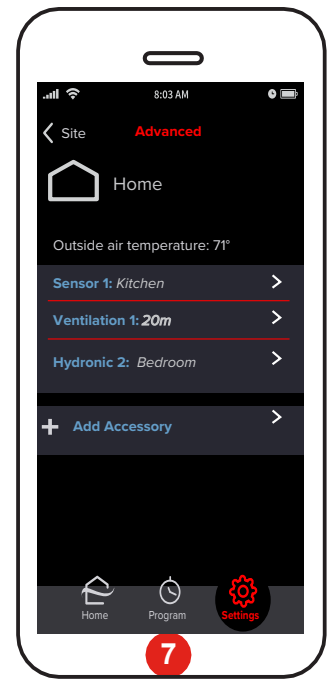 8:03 AM
Site Advanced
Home
Outside air temperature: 71°
Sensor 1: Kitchen
Ventilation 1: 20m
Hydronic 2: Bedroom
+ Add Accessory
Home Program Settings
7